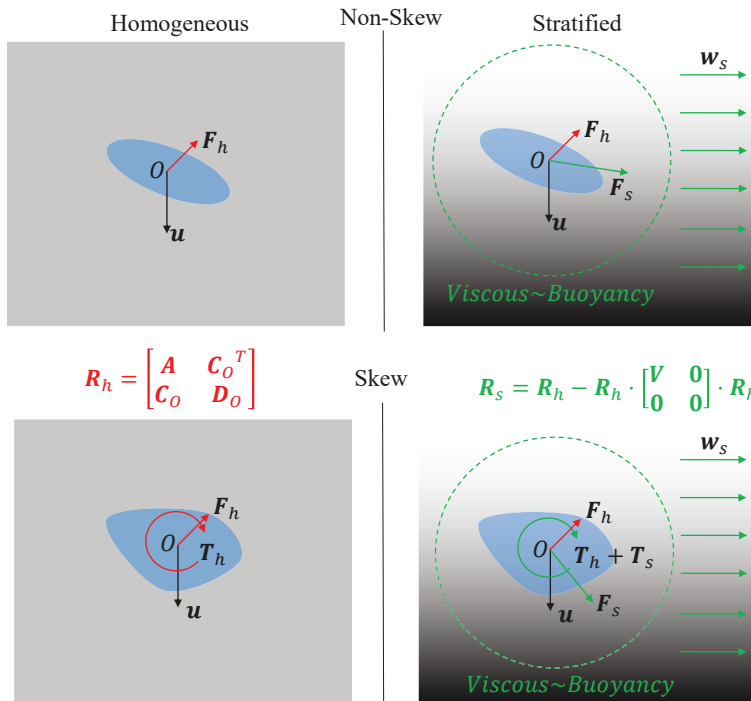 Homogeneous Non-Skew Stratified
w_s
F_h
F_h
O
O
F_s
u
u
Viscous~Buoyancy
R_h = [A C_O^T
C_O D_O]
Skew
R_s = R_h − R_h · [V 0
0 0] · R_h
w_s
F_h
F_h
O
T_h
O
T_h + T_s
F_s
u
u
Viscous~Buoyancy